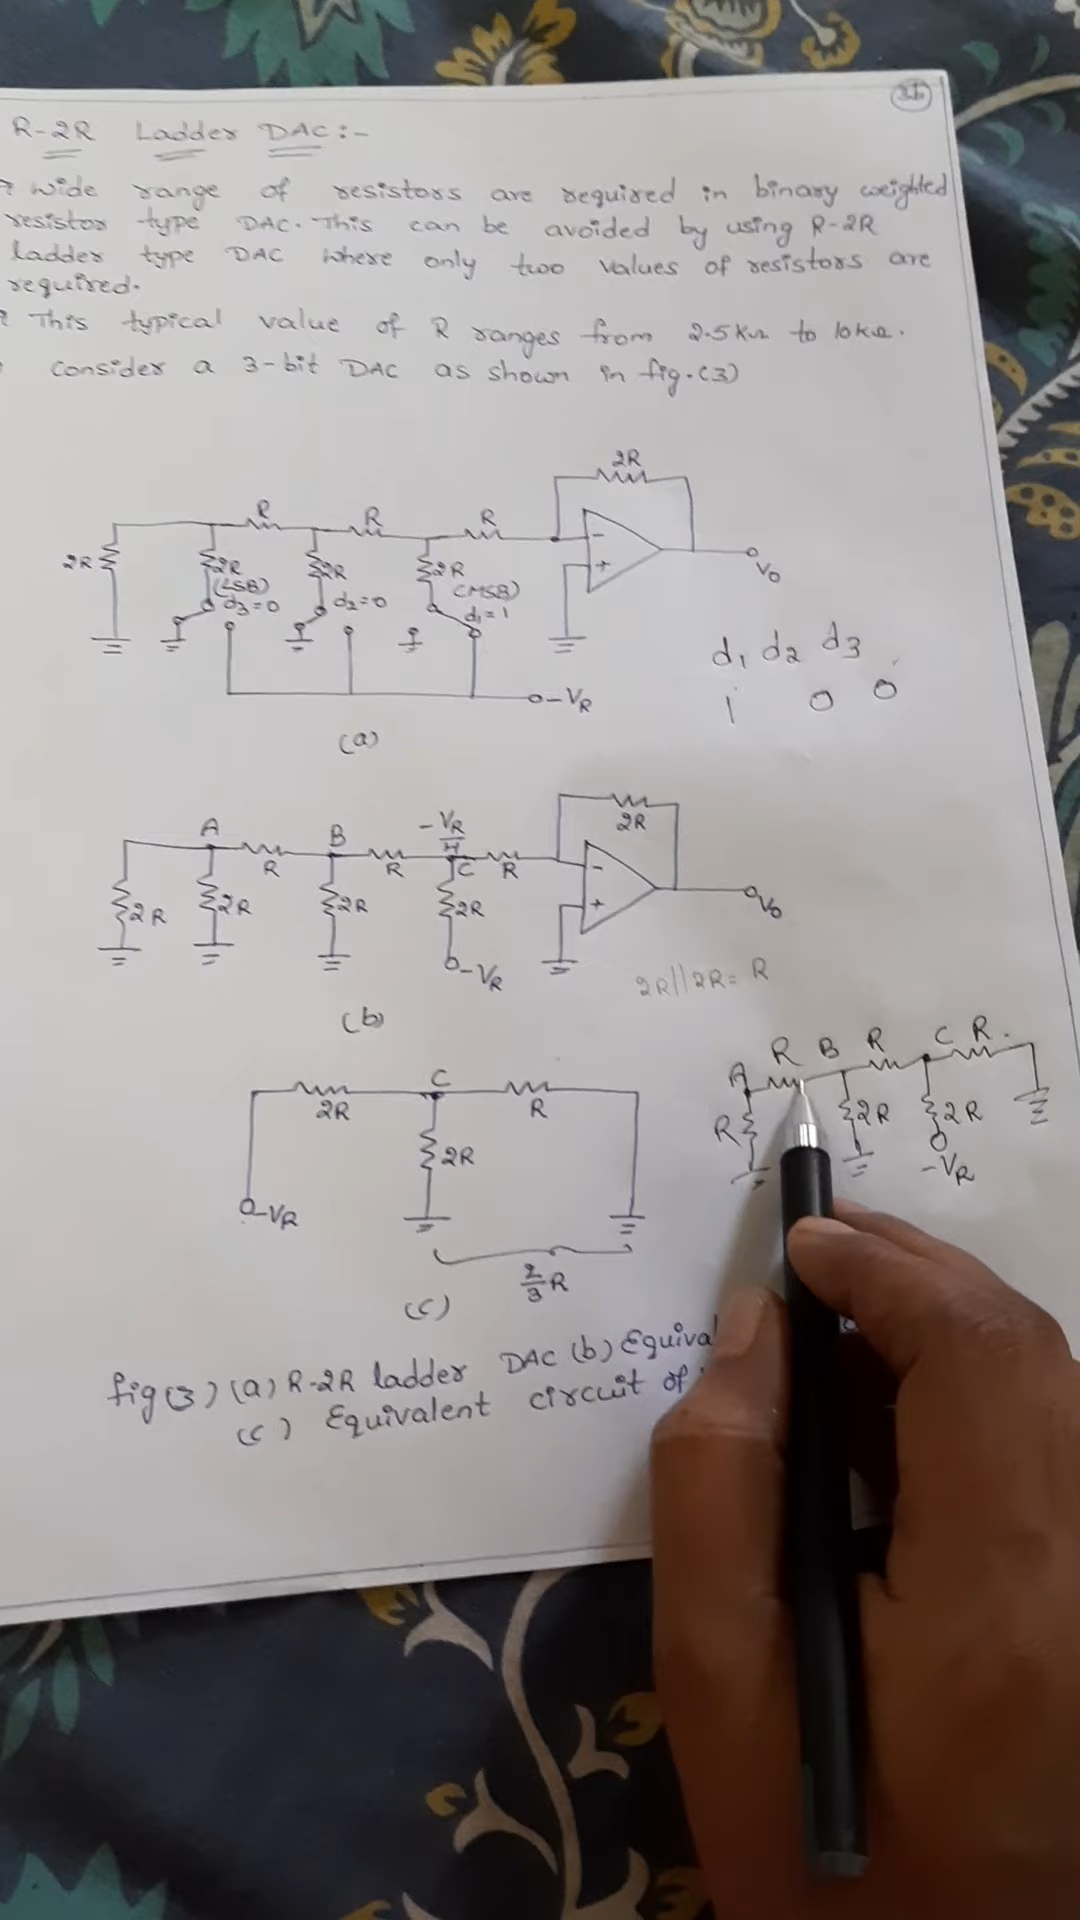 36
R-2R Ladder DAC:-
wide range of resistors are required in binary weighted
resistor type DAC. This can be avoided by using R-2R
ladder type DAC where only two values of resistors are
required.
This typical value of R ranges from 2.5KΩ to 10KΩ.
consider a 3-bit DAC as shown in fig.(3)
2R
R R R
2R 2R 2R 2R
- +
(LSB) (MSB)
d3=0 d2=0 d1=1
V0
d1 d2 d3
1 0 0
-VR
(a)
-VR/4
2R
A B C
R R R
2R 2R 2R 2R
- +
V0
-VR
2R||2R= R
(b)
A R B R C R
R 2R 2R
-VR
C
2R R
2R
-VR
2/3 R
(c)
fig(3) (a) R-2R ladder DAC (b)
(c) Equivalent circuit of